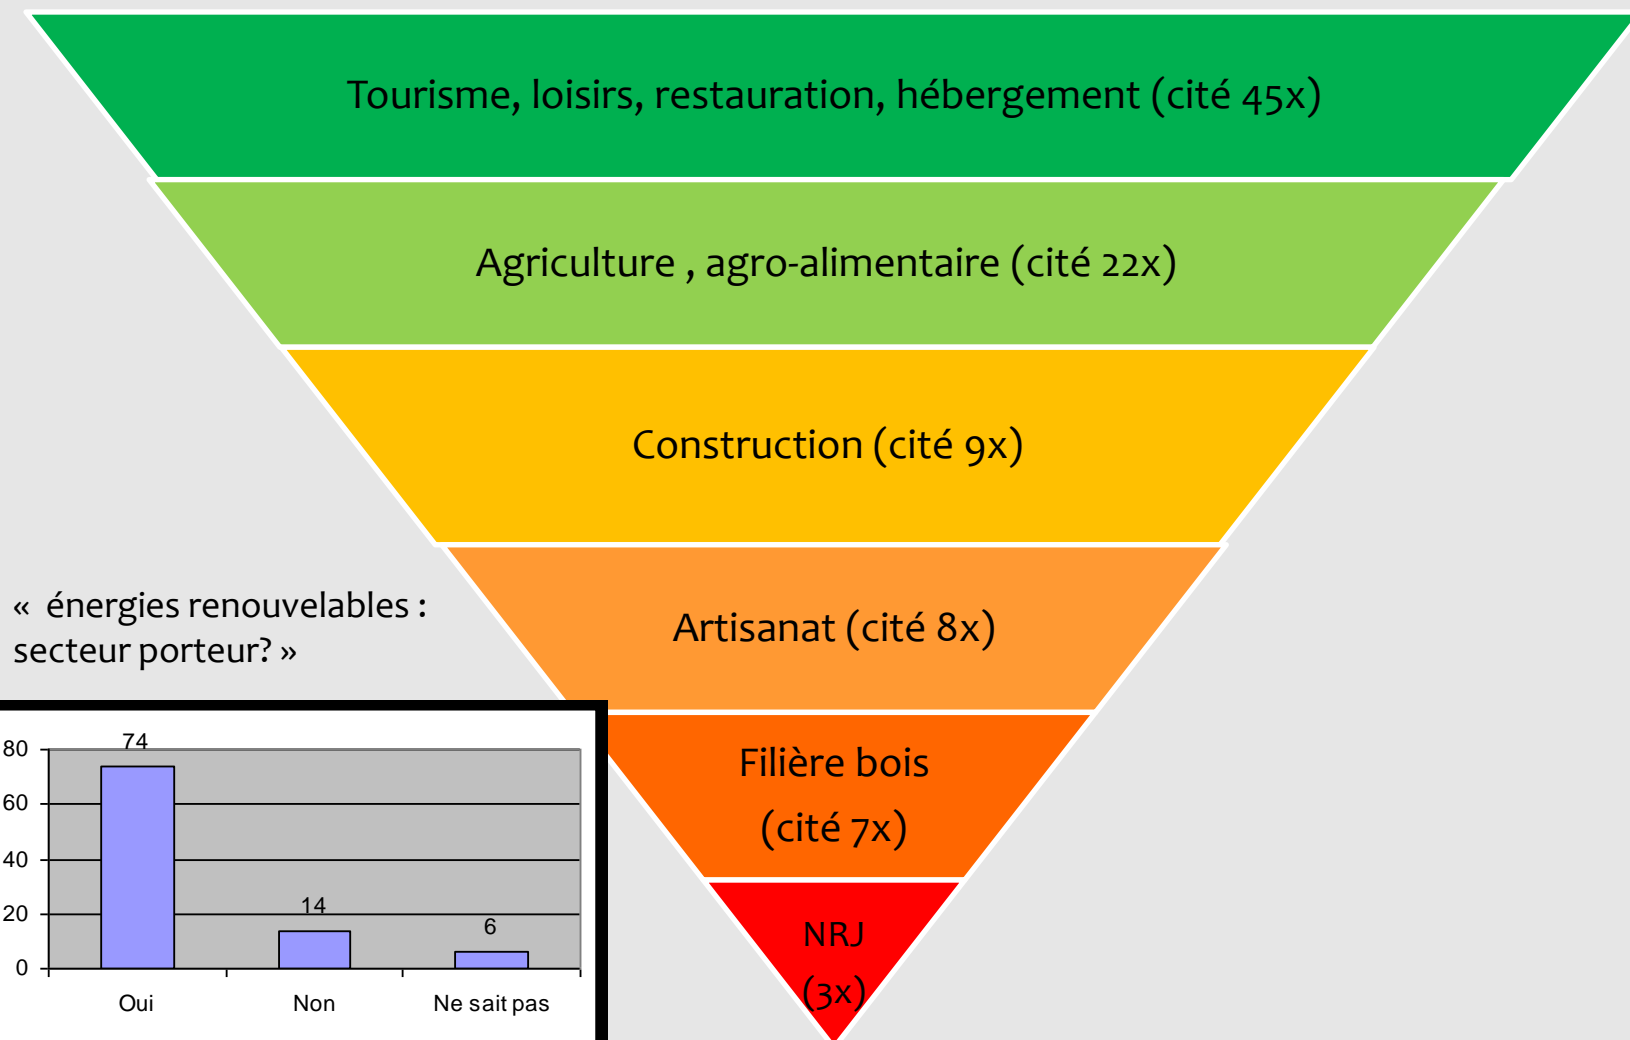 Tourisme, loisirs, restauration, hébergement (cité 45x)
Agriculture , agro-alimentaire (cité 22x)
Construction (cité 9x)
Artisanat (cité 8x)
Filière bois
(cité 7x)
NRJ
(3x)
« énergies renouvelables :
secteur porteur? »
80
60
40
20
0
74
14
6
Oui
Non
Ne sait pas